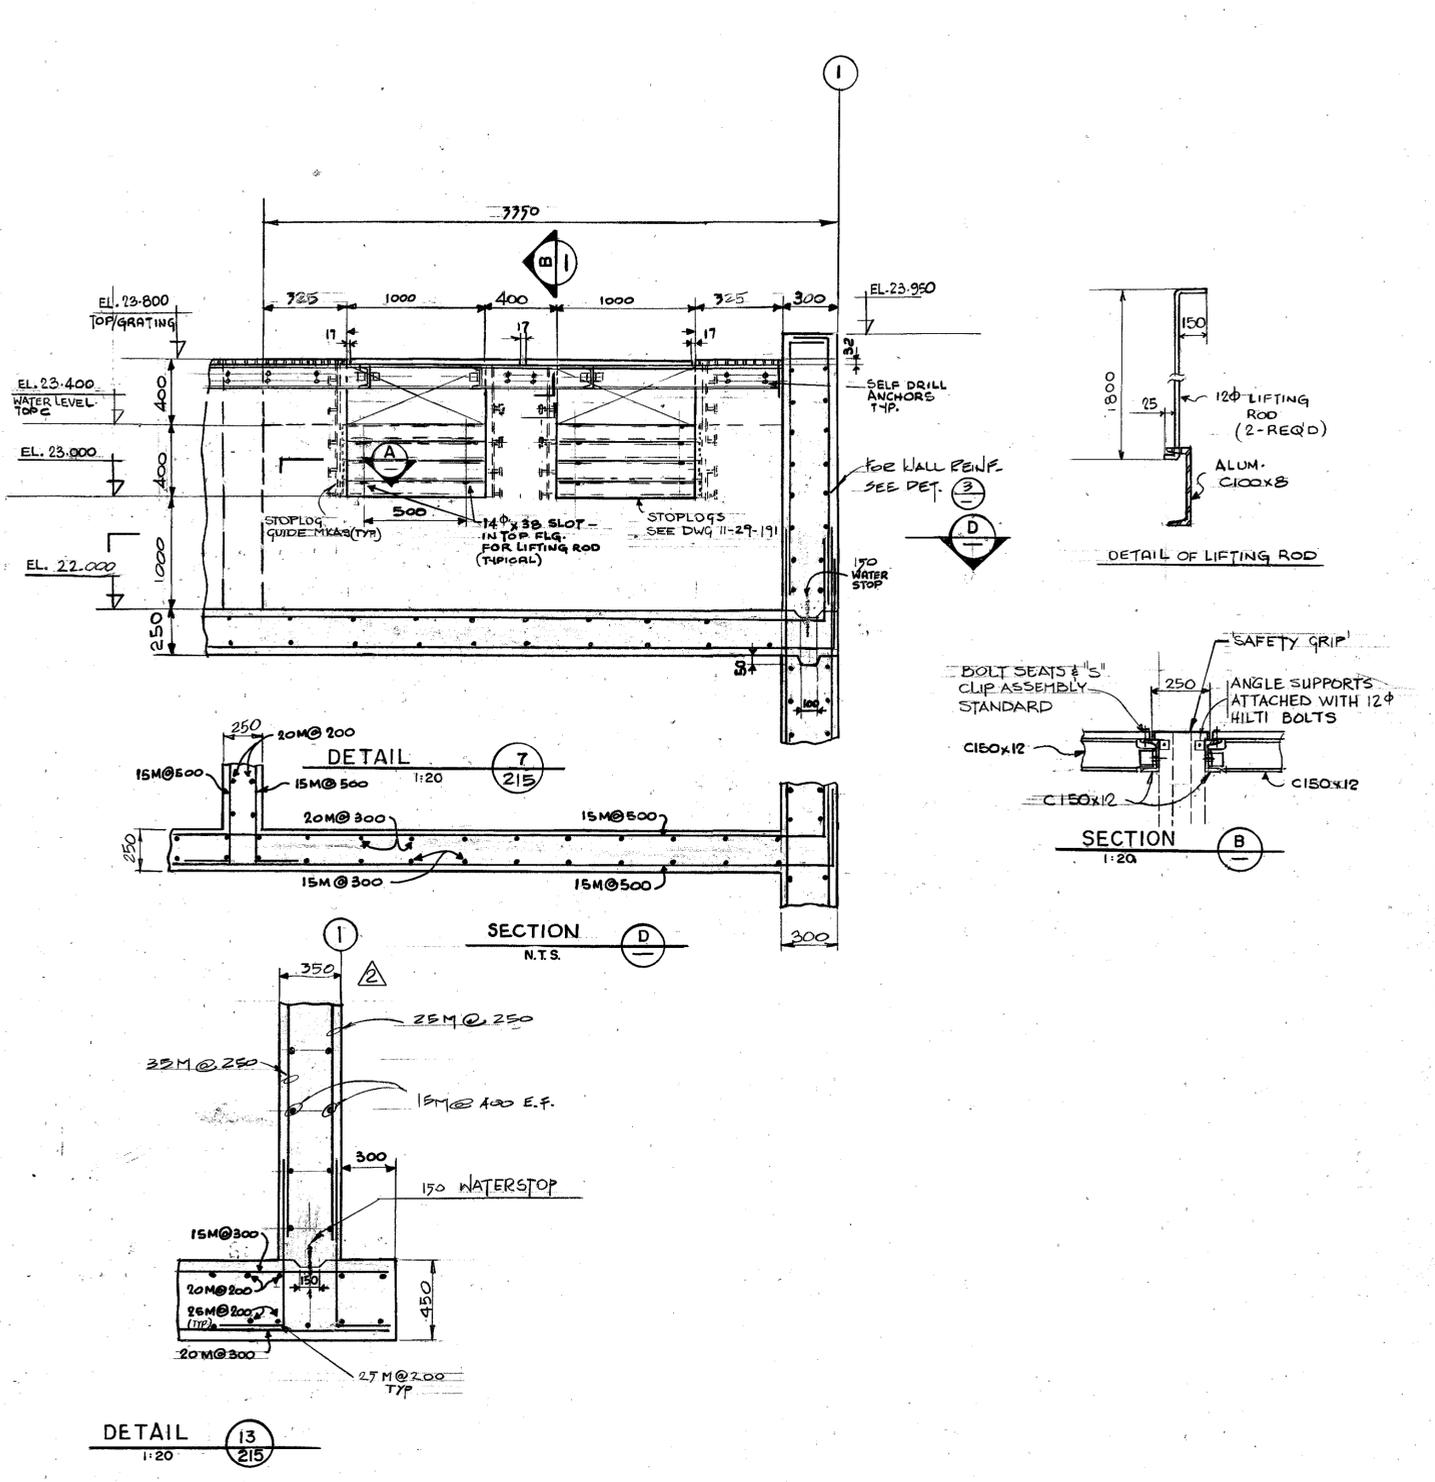 1
3350
B 1
EL. 23.800
TOP/GRATING
325
1000
400
1000
325
300
EL. 23.950
17
17
17
32
EL. 23.400
WATER LEVEL
TOP C
400
SELF DRILL
ANCHORS
TYP.
EL. 23.000
400
A
FOR WALL REINF-
SEE DET. 3
500
STOPLOG
GUIDE MKA3(TYP)
14Φ x 38 SLOT -
IN TOP FLG.
FOR LIFTING ROD
(TYPICAL)
STOPLOGS
SEE DWG 11-29-191
D
EL. 22.000
1000
150
WATER
STOP
250
50
100
DETAIL 7
1:20 215
150
1800
25
12Φ LIFTING
ROD
(2-REQ'D)
ALUM.
C100x8
DETAIL OF LIFTING ROD
'SAFETY GRIP'
BOLT SEATS & "S"
CLIP ASSEMBLY
STANDARD
250
ANGLE SUPPORTS
ATTACHED WITH 12Φ
HILTI BOLTS
C150x12
C150x12
C150x12
SECTION B
1:20
250
20M@200
15M@500
15M@500
20M@300
15M@500
250
15M@300
15M@500
SECTION D
N.T.S.
300
1
350
2
25M@250
35M@250
15M@400 E.F.
300
150 WATERSTOP
15M@300
150
20M@200
25M@200
(TYP)
450
20M@300
25M@200
TYP
DETAIL 13
1:20 215